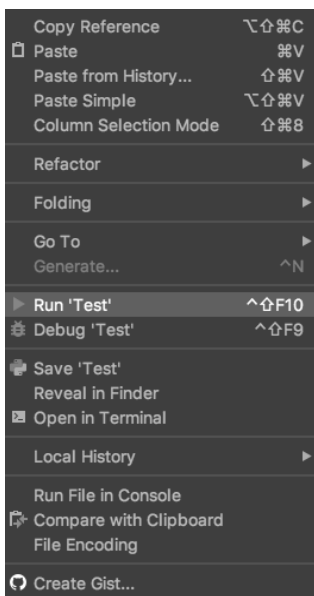 Copy Reference ⌥⇧⌘C
Paste ⌘V
Paste from History... ⇧⌘V
Paste Simple ⌥⇧⌘V
Column Selection Mode ⇧⌘8
Refactor
Folding
Go To
Generate... ^N
Run 'Test' ^⇧F10
Debug 'Test' ^⇧F9
Save 'Test'
Reveal in Finder
Open in Terminal
Local History
Run File in Console
Compare with Clipboard
File Encoding
Create Gist...